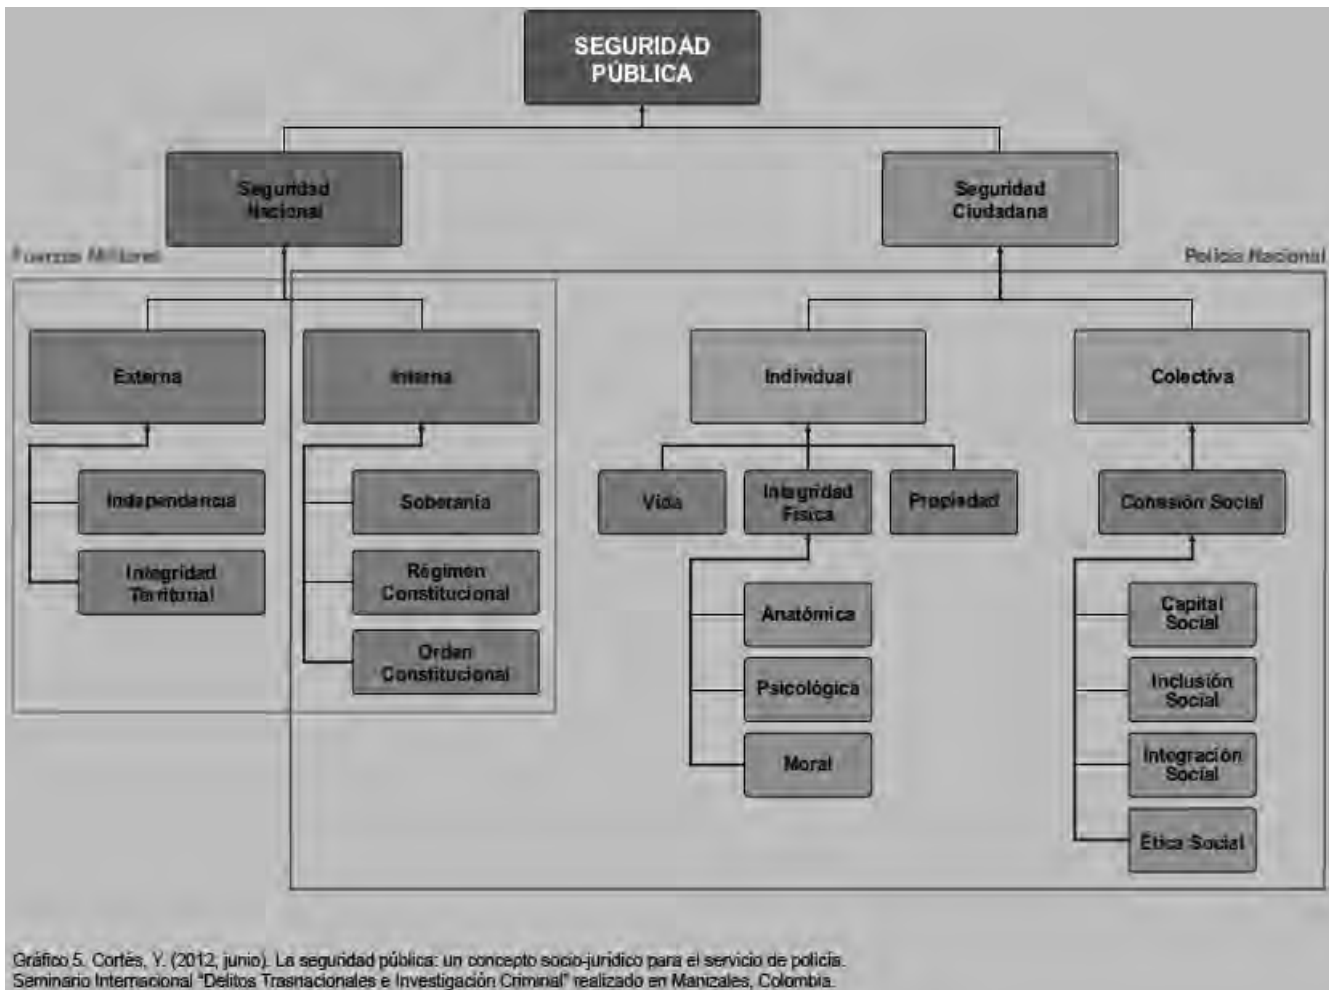 SEGURIDAD
PÚBLICA
Seguridad
Nacional
Seguridad
Ciudadana
Fuerzas Militares
Policía Nacional
Externa
Interna
Individual
Colectiva
Independencia
Integridad
Territorial
Soberanía
Régimen
Constitucional
Orden
Constitucional
Vida
Integridad
Física
Propiedad
Anatómica
Psicológica
Moral
Cohesión Social
Capital
Social
Inclusión
Social
Integración
Social
Ética Social
Gráfico 5. Cortés, Y. (2012, junio). La seguridad pública: un concepto socio-jurídico para el servicio de policía.
Seminario Internacional "Delitos Trasnacionales e Investigación Criminal" realizado en Manizales, Colombia.